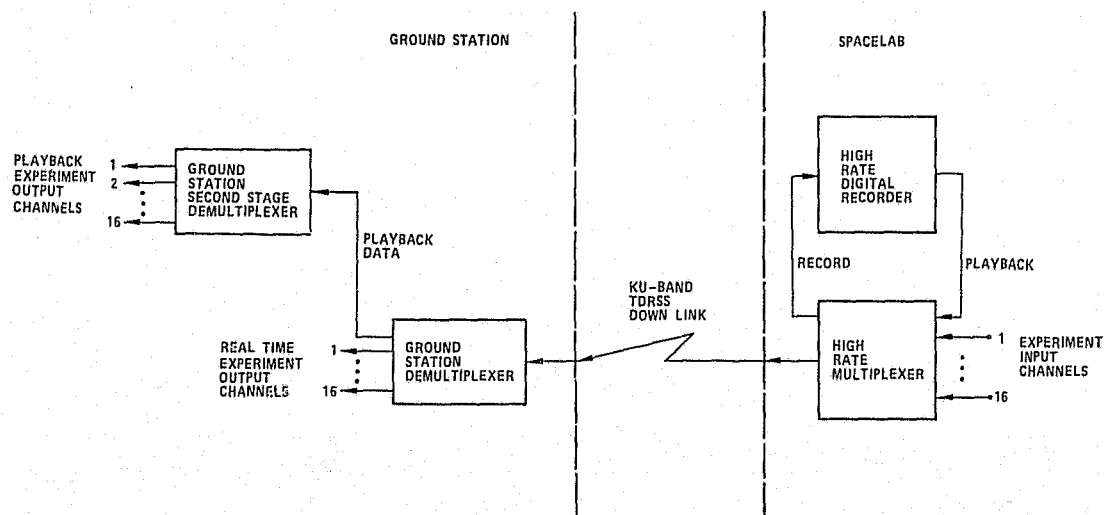 GROUND STATION
SPACELAB
PLAYBACK
EXPERIMENT
OUTPUT
CHANNELS
1
2
16
GROUND
STATION
SECOND STAGE
DEMULTIPLEXER
PLAYBACK
DATA
REAL TIME
EXPERIMENT
OUTPUT
CHANNELS
1
16
GROUND
STATION
DEMULTIPLEXER
KU-BAND
TDRSS
DOWN LINK
HIGH
RATE
DIGITAL
RECORDER
RECORD
PLAYBACK
HIGH
RATE
MULTIPLEXER
1
16
EXPERIMENT
INPUT
CHANNELS